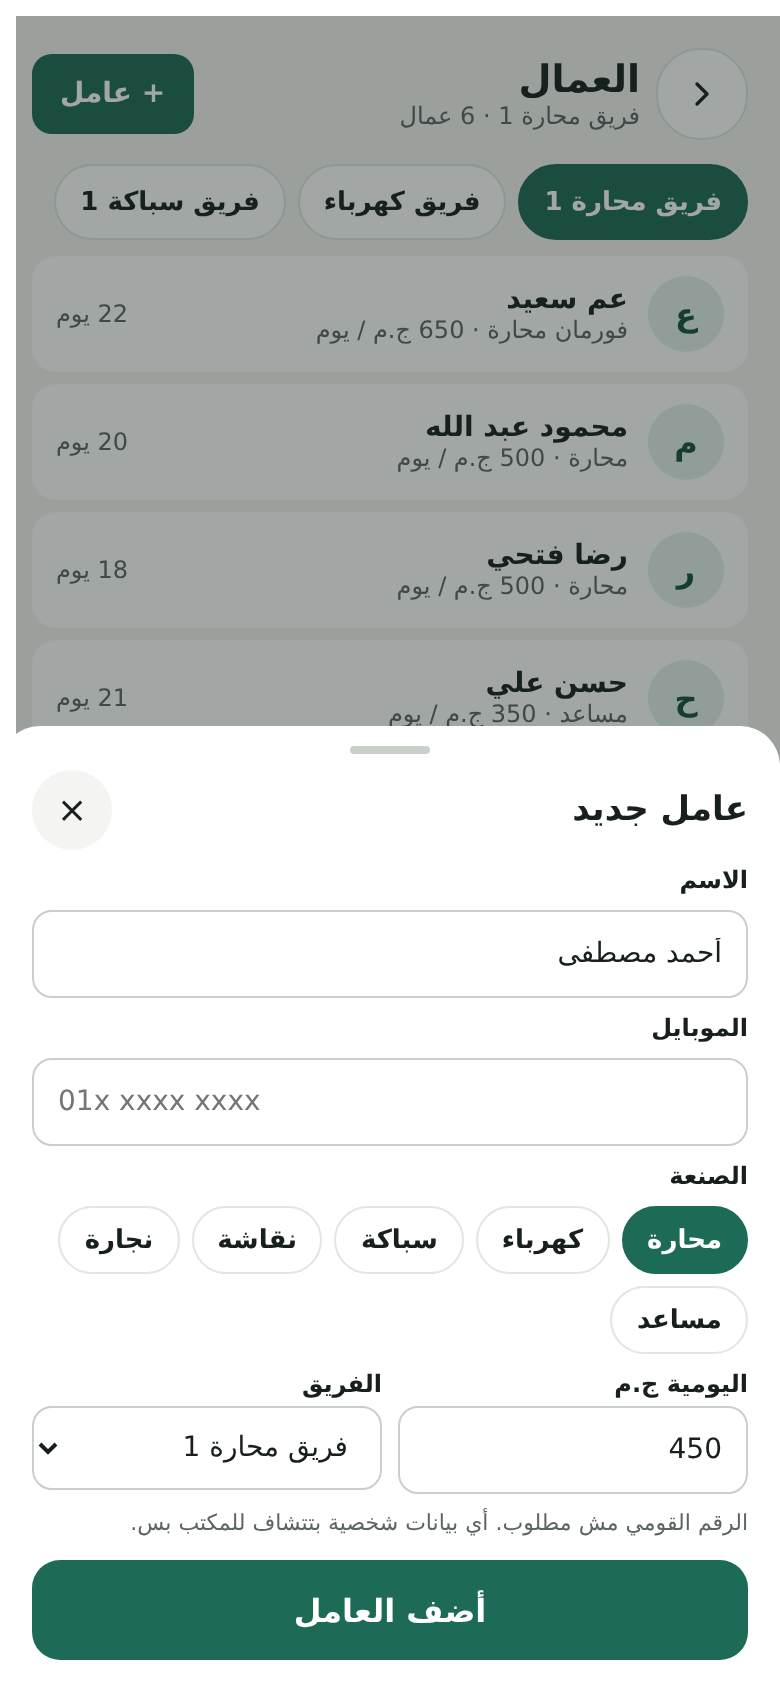 العمال
فريق محارة 1 · 6 عمال
+ عامل
فريق محارة 1
فريق كهرباء
فريق سباكة 1
ع
عم سعيد
فورمان محارة · 650 ج.م / يوم
22 يوم
م
محمود عبد الله
محارة · 500 ج.م / يوم
20 يوم
ر
رضا فتحي
محارة · 500 ج.م / يوم
18 يوم
ح
حسن علي
مساعد · 350 ج.م / يوم
21 يوم
عامل جديد
الاسم
أحمد مصطفى
الموبايل
01x xxxx xxxx
الصنعة
محارة
كهرباء
سباكة
نقاشة
نجارة
مساعد
اليومية ج.م
الفريق
450
فريق محارة 1
الرقم القومي مش مطلوب. أي بيانات شخصية بتتشاف للمكتب بس.
أضف العامل